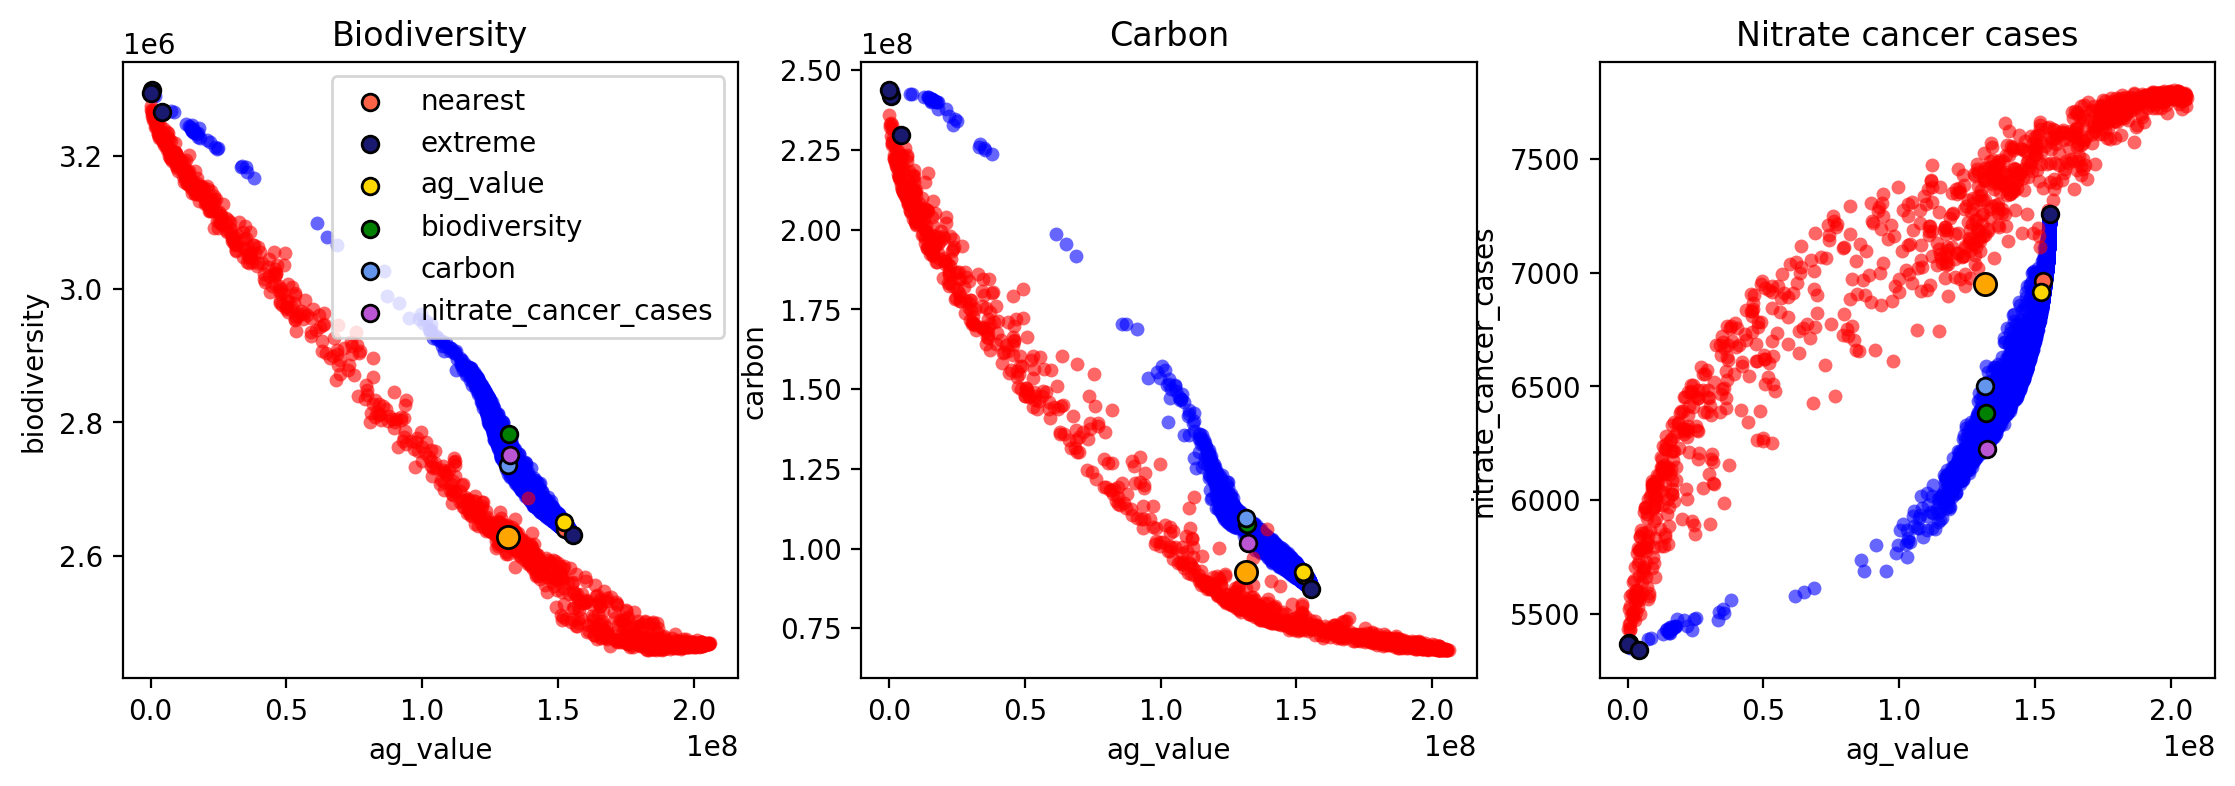 Biodiversity
1e6
3.2
3.0
2.8
2.6
biodiversity
0.0 0.5 1.0 1.5 2.0
ag_value
1e8
nearest
extreme
ag_value
biodiversity
carbon
nitrate_cancer_cases
Carbon
1e8
2.50
2.25
2.00
1.75
1.50
1.25
1.00
0.75
carbon
0.0 0.5 1.0 1.5 2.0
ag_value
1e8
Nitrate cancer cases
7500
7000
6500
6000
5500
nitrate_cancer_cases
0.0 0.5 1.0 1.5 2.0
ag_value
1e8